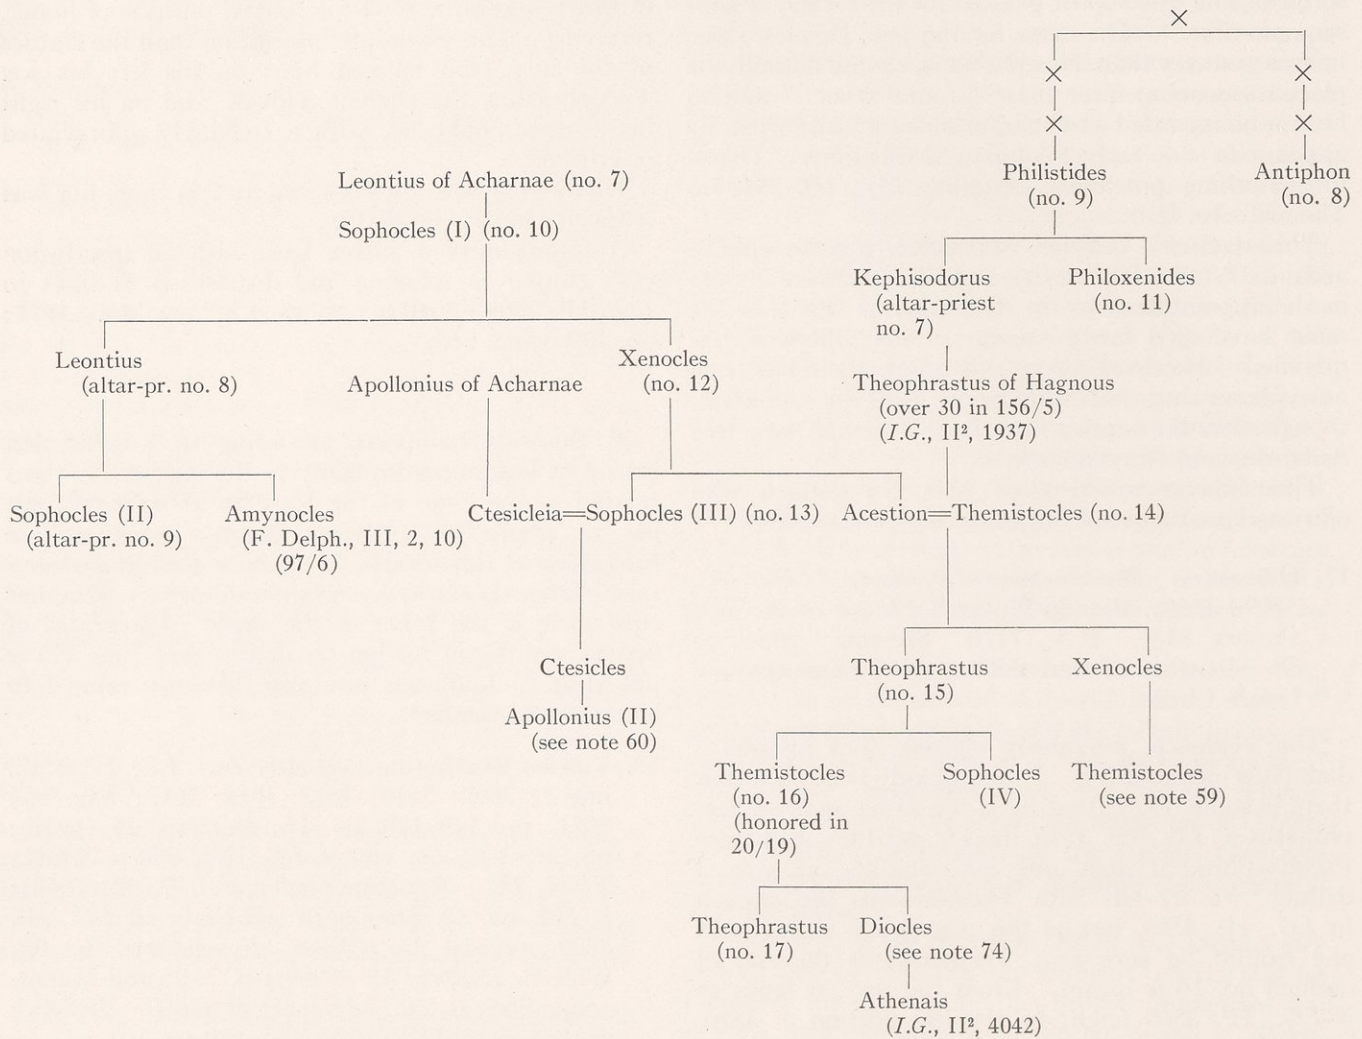 ×
× ×
× ×
Philistides Antiphon
(no. 9) (no. 8)
Leontius of Acharnae (no. 7)
Sophocles (I) (no. 10)
Kephisodorus Philoxenides
(altar-priest (no. 11)
no. 7)
Leontius Xenocles
(altar-pr. no. 8) (no. 12)
Apollonius of Acharnae
Theophrastus of Hagnous
(over 30 in 156/5)
(I.G., II², 1937)
Sophocles (II) Amynocles Ctesicleia═Sophocles (III) (no. 13) Acestion═Themistocles (no. 14)
(altar-pr. no. 9) (F. Delph., III, 2, 10)
(97/6)
Ctesicles Theophrastus Xenocles
(no. 15)
Apollonius (II)
(see note 60)
Themistocles Sophocles Themistocles
(no. 16) (IV) (see note 59)
(honored in
20/19)
Theophrastus Diocles
(no. 17) (see note 74)
Athenais
(I.G., II², 4042)